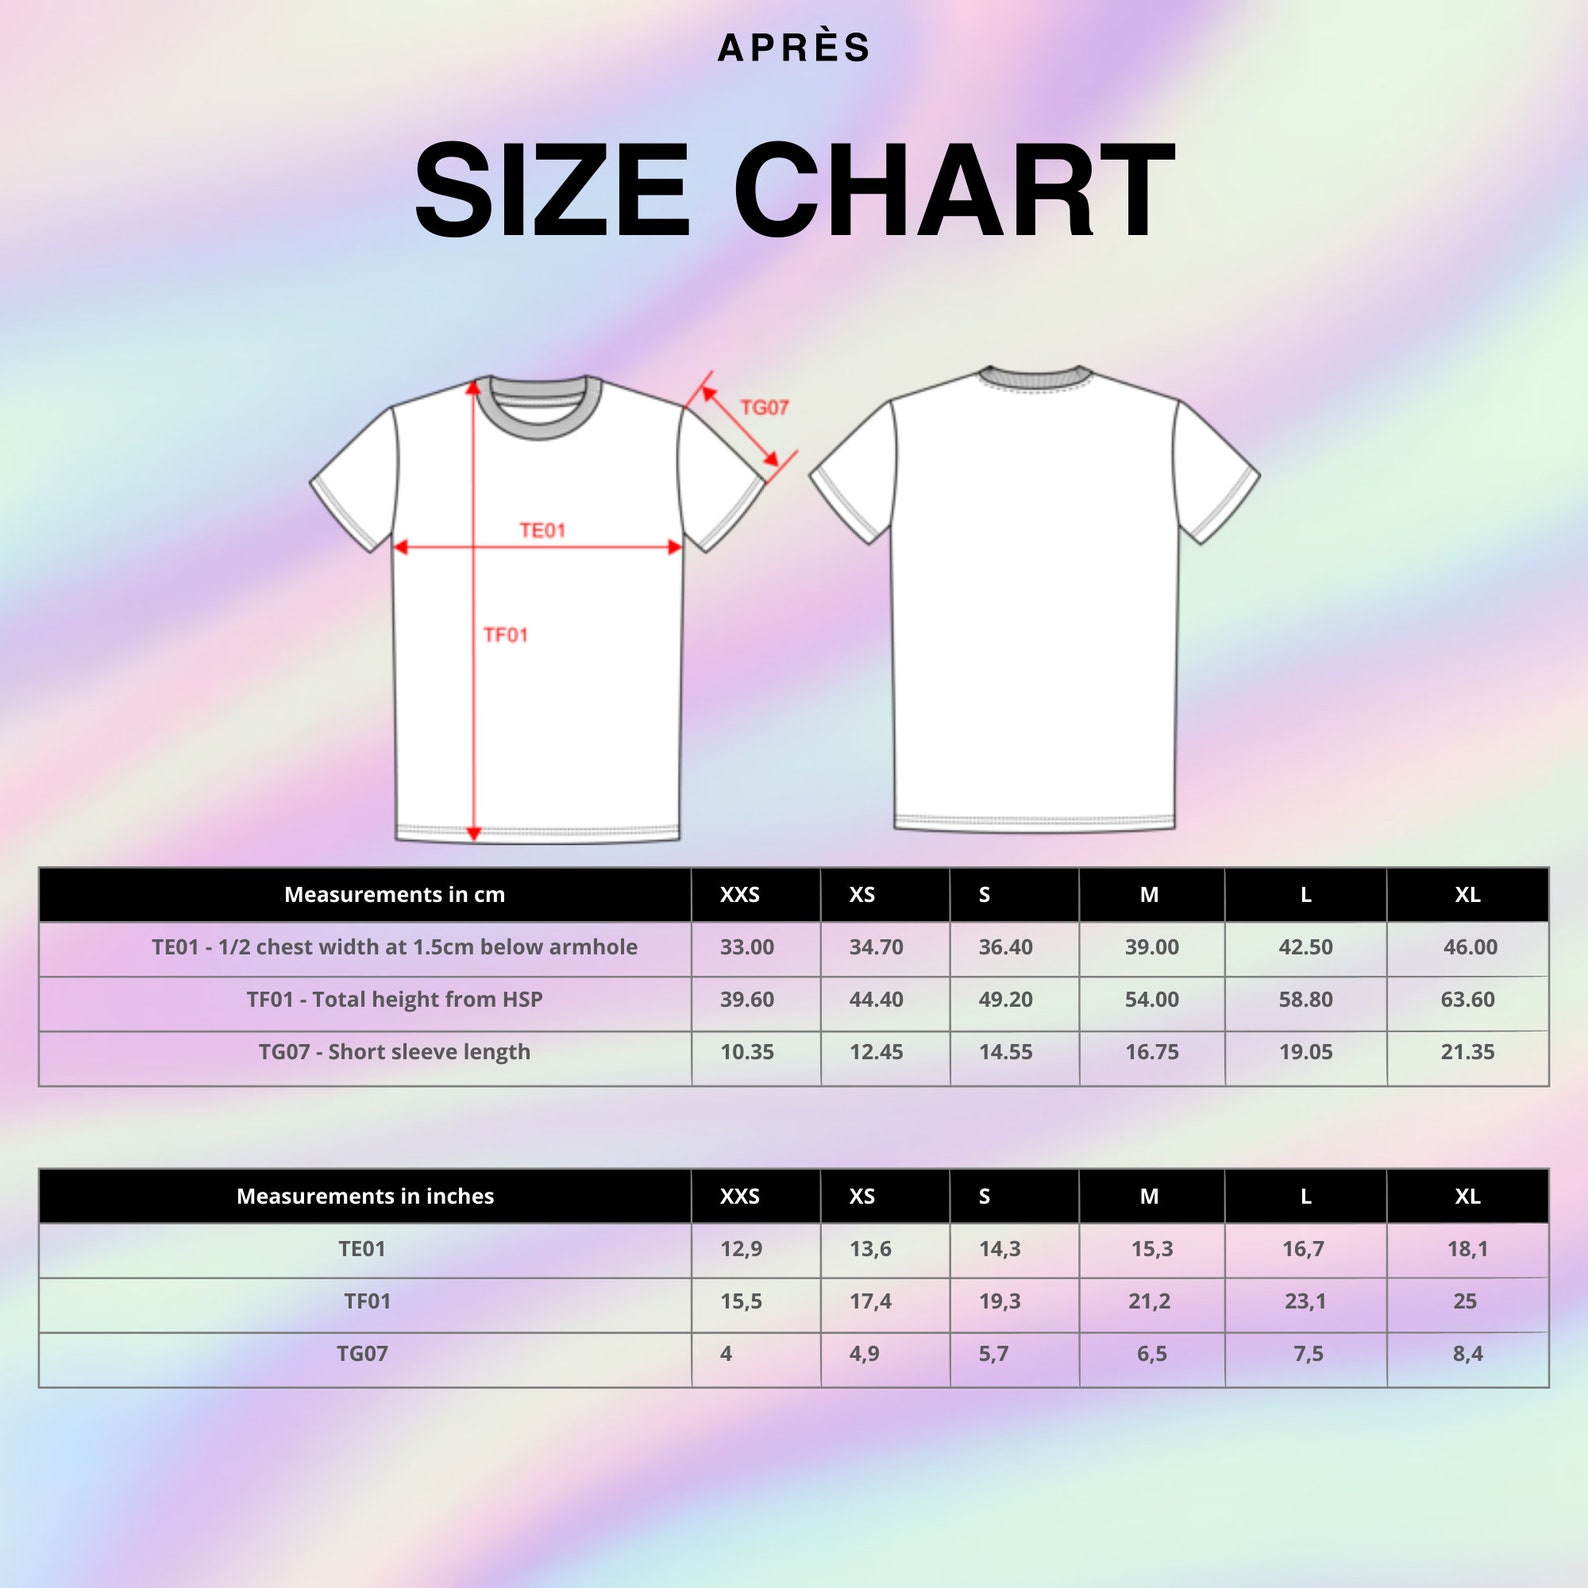 APRÈS
SIZE CHART
TG07
TE01
TF01
Measurements in cm XXS XS S M L XL
TE01 - 1/2 chest width at 1.5cm below armhole 33.00 34.70 36.40 39.00 42.50 46.00
TF01 - Total height from HSP 39.60 44.40 49.20 54.00 58.80 63.60
TG07 - Short sleeve length 10.35 12.45 14.55 16.75 19.05 21.35
Measurements in inches XXS XS S M L XL
TE01 12,9 13,6 14,3 15,3 16,7 18,1
TF01 15,5 17,4 19,3 21,2 23,1 25
TG07 4 4,9 5,7 6,5 7,5 8,4